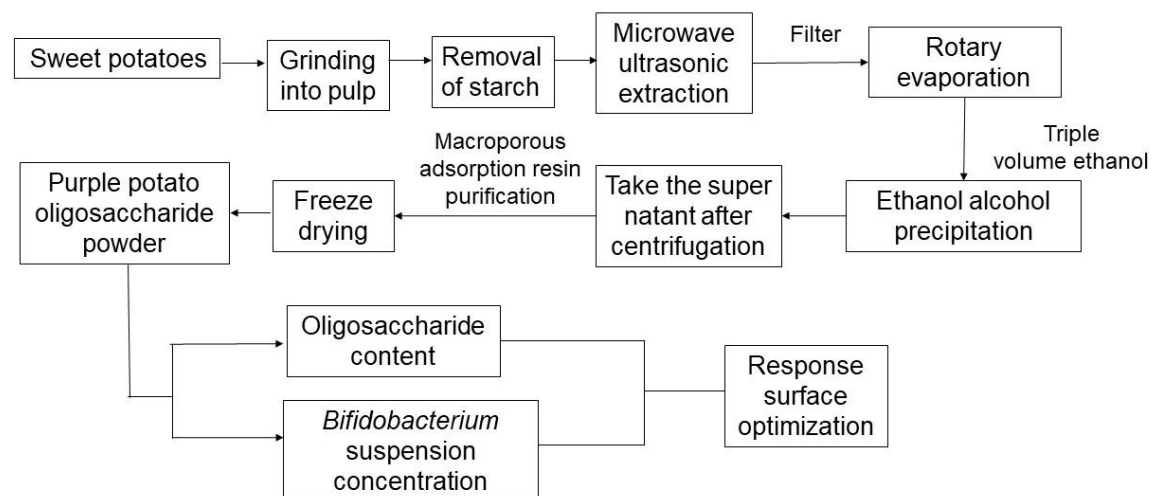 Sweet potatoes
Grinding
into pulp
Removal
of starch
Microwave
ultrasonic
extraction
Filter
Rotary
evaporation
Triple
volume ethanol
Ethanol alcohol
precipitation
Take the super
natant after
centrifugation
Macroporous
adsorption resin
purification
Freeze
drying
Purple potato
oligosaccharide
powder
Oligosaccharide
content
Bifidobacterium
suspension
concentration
Response
surface
optimization